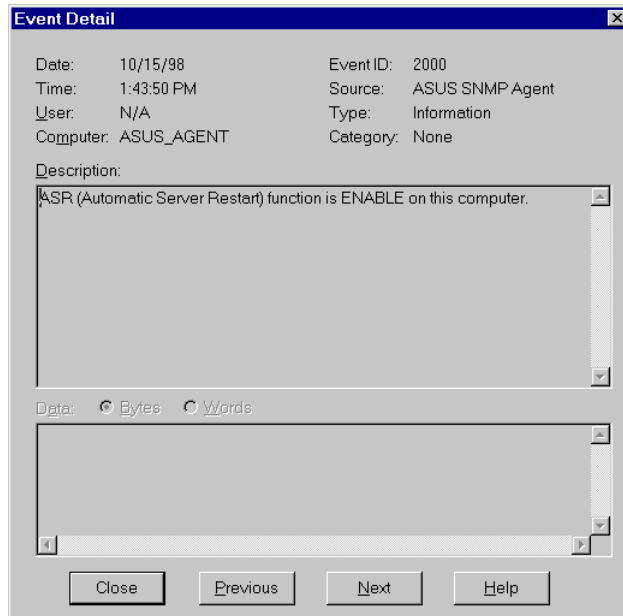 Event Detail
Date: 10/15/98 Event ID: 2000
Time: 1:43:50 PM Source: ASUS SNMP Agent
User: N/A Type: Information
Computer: ASUS_AGENT Category: None
Description:
ASR (Automatic Server Restart) function is ENABLE on this computer.
Data: Bytes Words
Close Previous Next Help